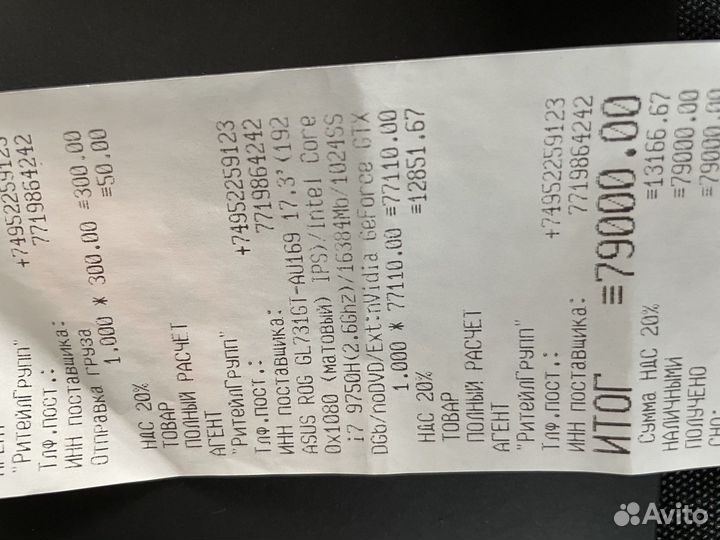 "РитейлГрупп"
Тлф.пост.: +74952259123
ИНН поставщика: 7719864242
Отправка груза
1.000 * 300.00 ≡300.00
НДС 20% ≡50.00
ТОВАР
ПОЛНЫЙ РАСЧЕТ
АГЕНТ
"РитейлГрупп"
Тлф.пост.: +74952259123
ИНН поставщика: 7719864242
ASUS ROG GL731GT-AU169 17.3'(192
0x1080 (матовый) IPS)/Intel Core
i7 9750H(2.6Ghz)/16384Mb/1024SS
DGb/noDVD/Ext:nVidia GeForce GTX
1.000 * 77110.00 ≡77110.00
НДС 20% ≡12851.67
ТОВАР
ПОЛНЫЙ РАСЧЕТ
АГЕНТ
"РитейлГрупп"
Тлф.пост.: +74952259123
ИНН поставщика: 7719864242
ИТОГ ≡79000.00
Сумма НДС 20% ≡13166.67
НАЛИЧНЫМИ ≡79000.00
ПОЛУЧЕНО ≡79000.00
Avito